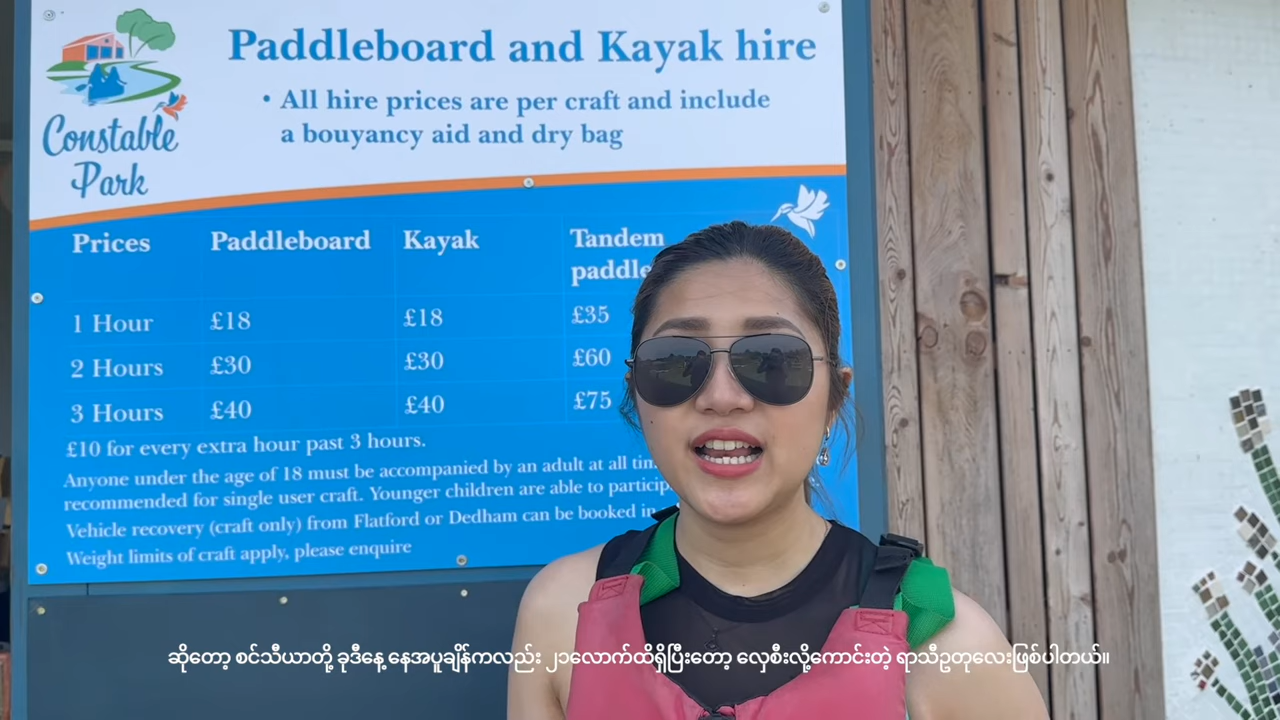 Constable
Park
Paddleboard and Kayak hire
• All hire prices are per craft and include
a bouyancy aid and dry bag
Prices Paddleboard Kayak Tandem
paddle
1 Hour £18 £18 £35
2 Hours £30 £30 £60
3 Hours £40 £40 £75
£10 for every extra hour past 3 hours.
Anyone under the age of 18 must be accompanied by an adult at all
recommended for single user craft. Younger children are able to
Vehicle recovery (craft only) from Flatford or Dedham can be booked in
Weight limits of craft apply, please enquire
ဆိုတော့ စင်သီယာတို့ ခုဒီနေ့ နေအပူချိန်ကလည်း ၂၁လောက်ထိရှိပြီးတော့ လှေစီးလို့ကောင်းတဲ့ ရာသီဥတုလေးဖြစ်ပါတယ်။